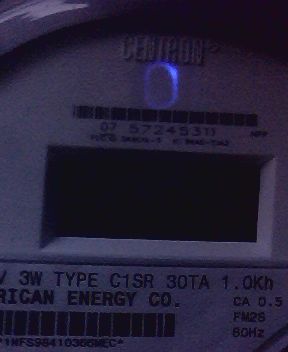 CENTRON®
07 57245311
3W TYPE C1SR 30TA 1.0Kh
RICAN ENERGY CO. CA 0.5
FM2S
60Hz